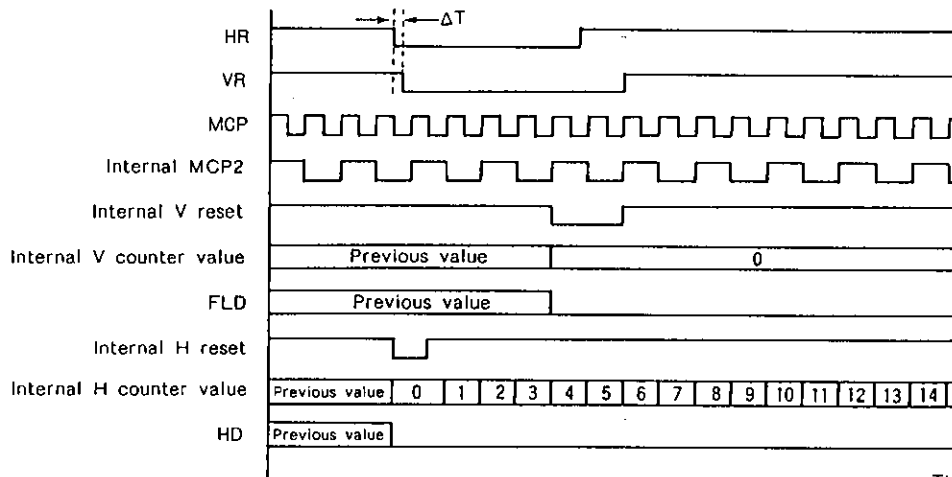 ΔT
HR
VR
MCP
Internal MCP2
Internal V reset
Internal V counter value Previous value 0
FLD Previous value
Internal H reset
Internal H counter value Previous value 0 1 2 3 4 5 6 7 8 9 10 11 12 13 14
HD Previous value